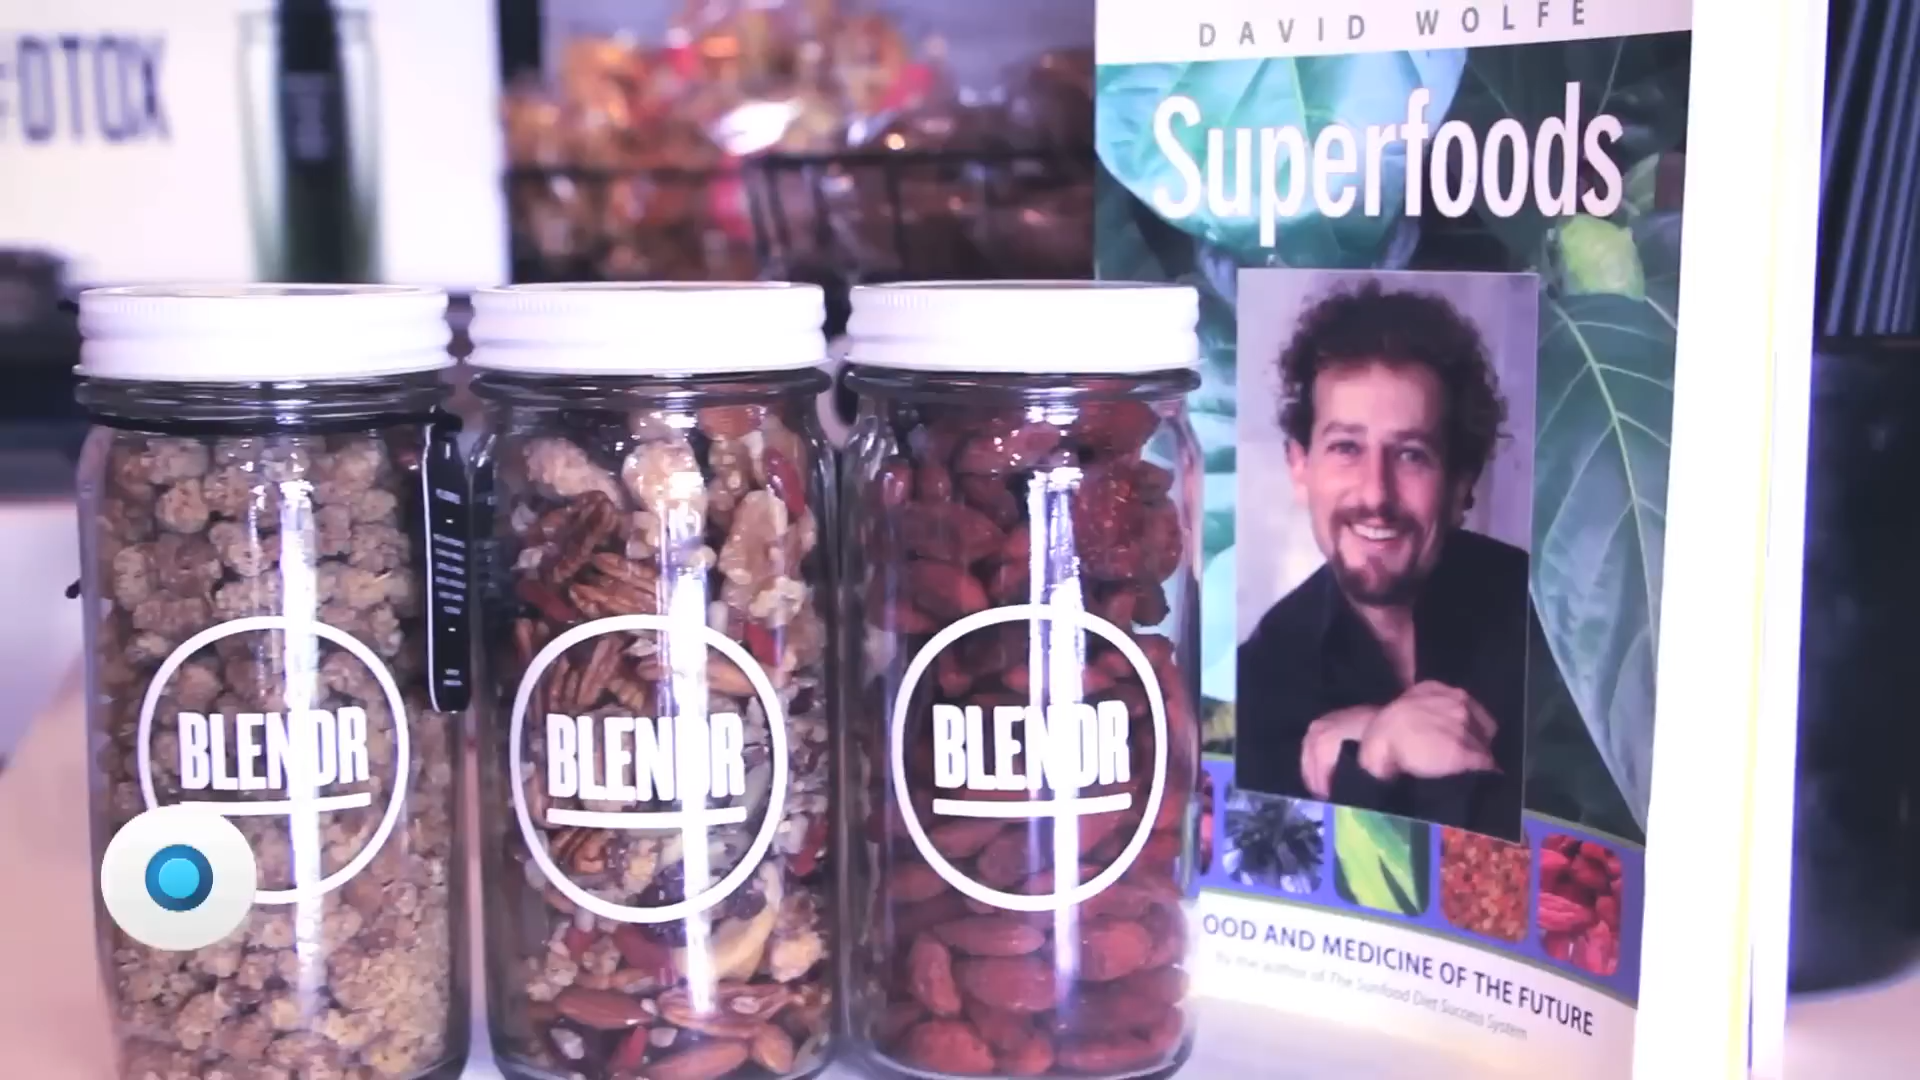 DTOX
DAVID WOLFE
Superfoods
BLENDR
BLENDR
BLENDR
OOD AND MEDICINE OF THE FUTURE
By the author of The Sunfood Diet Success System